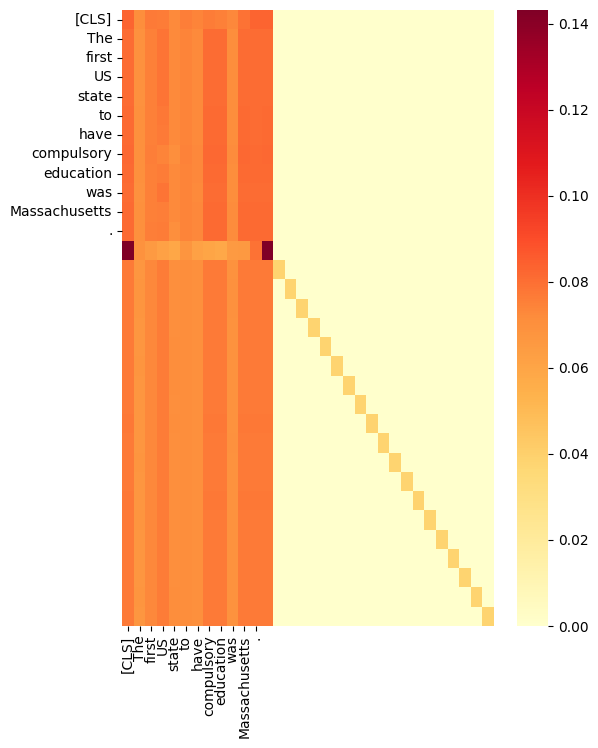 [CLS]
The
first
US
state
to
have
compulsory
education
was
Massachusetts
.
0.14
0.12
0.10
0.08
0.06
0.04
0.02
0.00
[CLS]
The
first
US
state
to
have
compulsory
education
was
Massachusetts
.